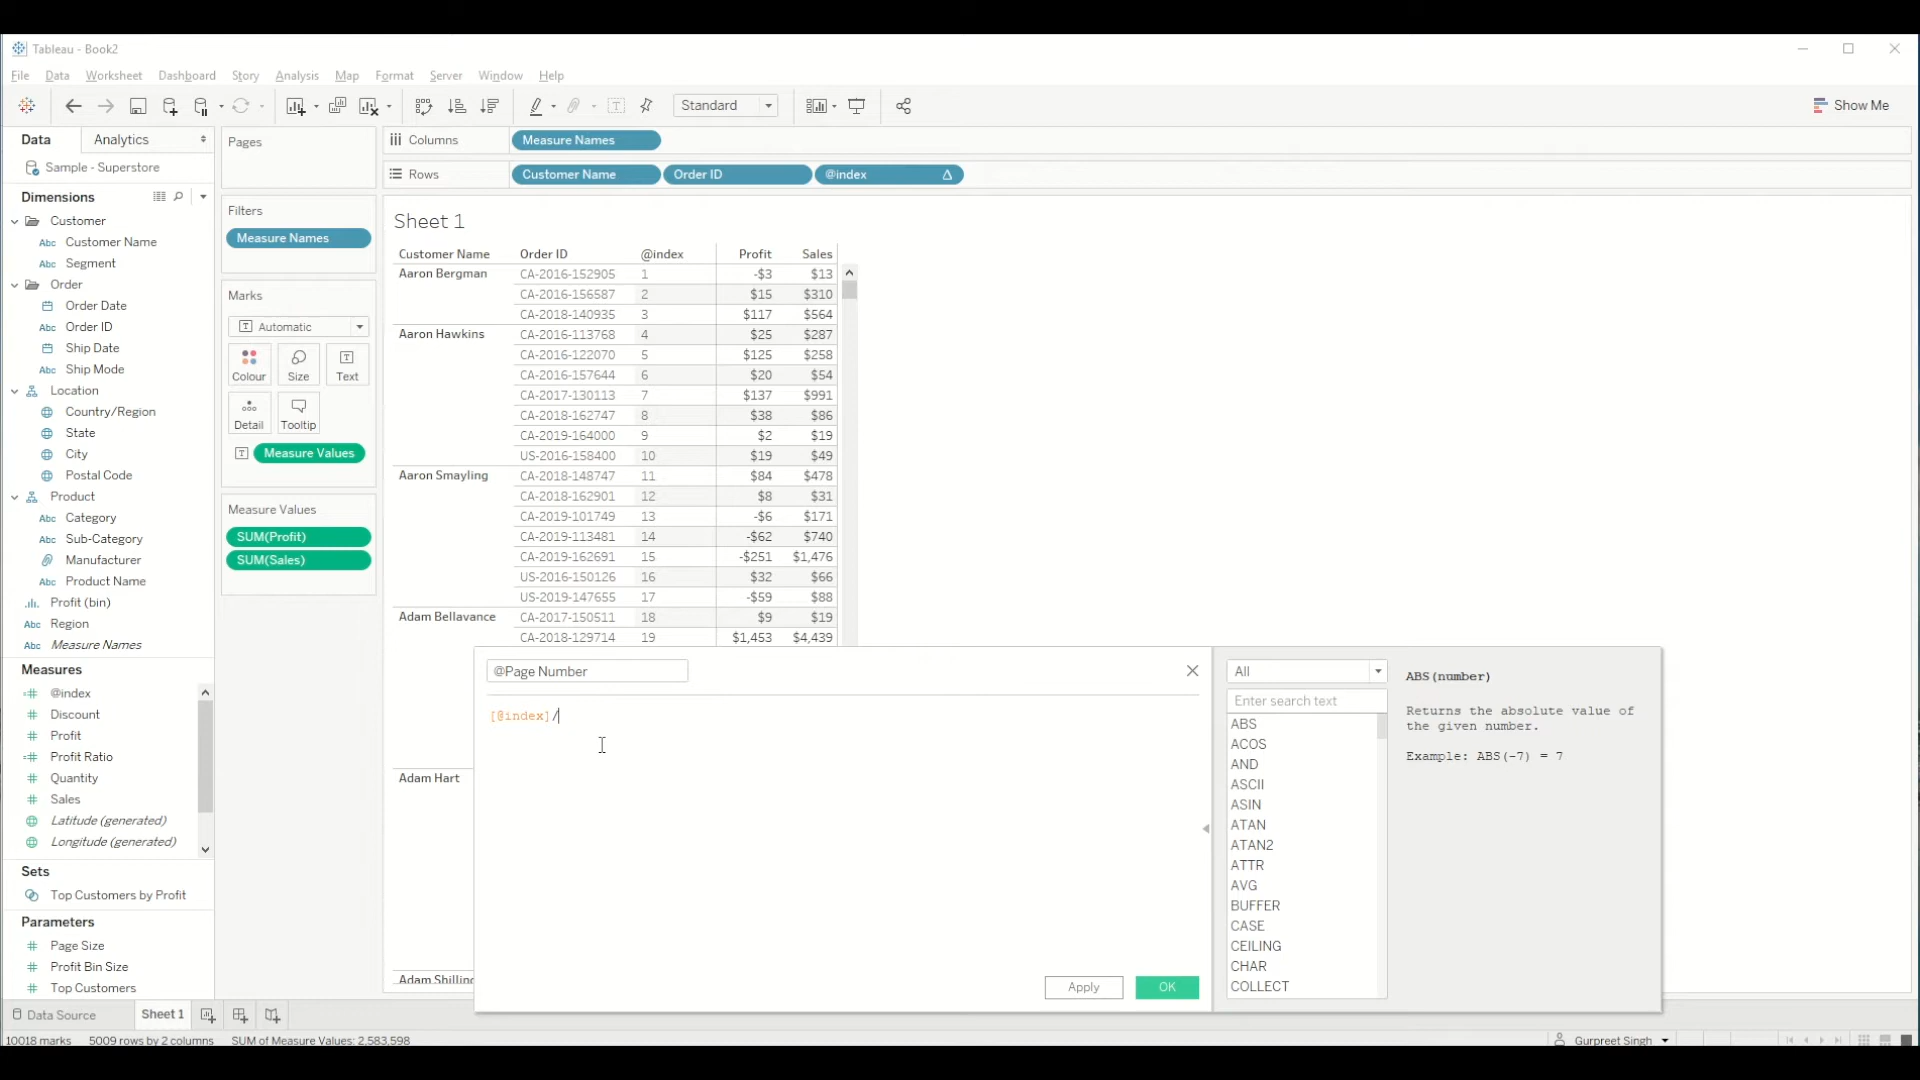 Tableau - Book2
File Data Worksheet Dashboard Story Analysis Map Format Server Window Help
Standard
Show Me
Data
Analytics
Sample - Superstore
Dimensions
Customer
Abc Customer Name
Abc Segment
Order
Order Date
Abc Order ID
Ship Date
Abc Ship Mode
Location
Country/Region
State
City
Postal Code
Product
Abc Category
Abc Sub-Category
Manufacturer
Abc Product Name
Profit (bin)
Abc Region
Abc Measure Names
Measures
@index
Discount
Profit
Profit Ratio
Quantity
Sales
Latitude (generated)
Longitude (generated)
Sets
Top Customers by Profit
Parameters
Page Size
Profit Bin Size
Top Customers
Pages
Filters
Measure Names
Marks
Automatic
Colour Size Text
Detail Tooltip
Measure Values
Measure Values
SUM(Profit)
SUM(Sales)
Columns Measure Names
Rows Customer Name Order ID @index
Sheet 1
Customer Name Order ID @index Profit Sales
Aaron Bergman CA-2016-152905 1 -$3 $13
CA-2016-156587 2 $15 $310
CA-2018-140935 3 $117 $564
Aaron Hawkins CA-2016-113768 4 $25 $287
CA-2016-122070 5 $125 $258
CA-2016-157644 6 $20 $54
CA-2017-130113 7 $137 $991
CA-2018-162747 8 $38 $86
CA-2019-164000 9 $2 $19
US-2016-158400 10 $19 $49
Aaron Smayling CA-2018-148747 11 $84 $478
CA-2018-162901 12 $8 $31
CA-2019-101749 13 -$6 $171
CA-2019-113481 14 -$62 $740
CA-2019-162691 15 -$251 $1,476
US-2016-150126 16 $32 $66
US-2019-147655 17 -$59 $88
Adam Bellavance CA-2017-150511 18 $9 $19
CA-2018-129714 19 $1,453 $4,439
Adam Hart
Adam Shilling
@Page Number
[@index]/
Apply
OK
All
Enter search text
ABS
ACOS
AND
ASCII
ASIN
ATAN
ATAN2
ATTR
AVG
BUFFER
CASE
CEILING
CHAR
COLLECT
ABS(number)
Returns the absolute value of
the given number.
Example: ABS(-7) = 7
Data Source
Sheet 1
10018 marks 5009 rows by 2 columns SUM of Measure Values: 2,583,598
Gurpreet Singh